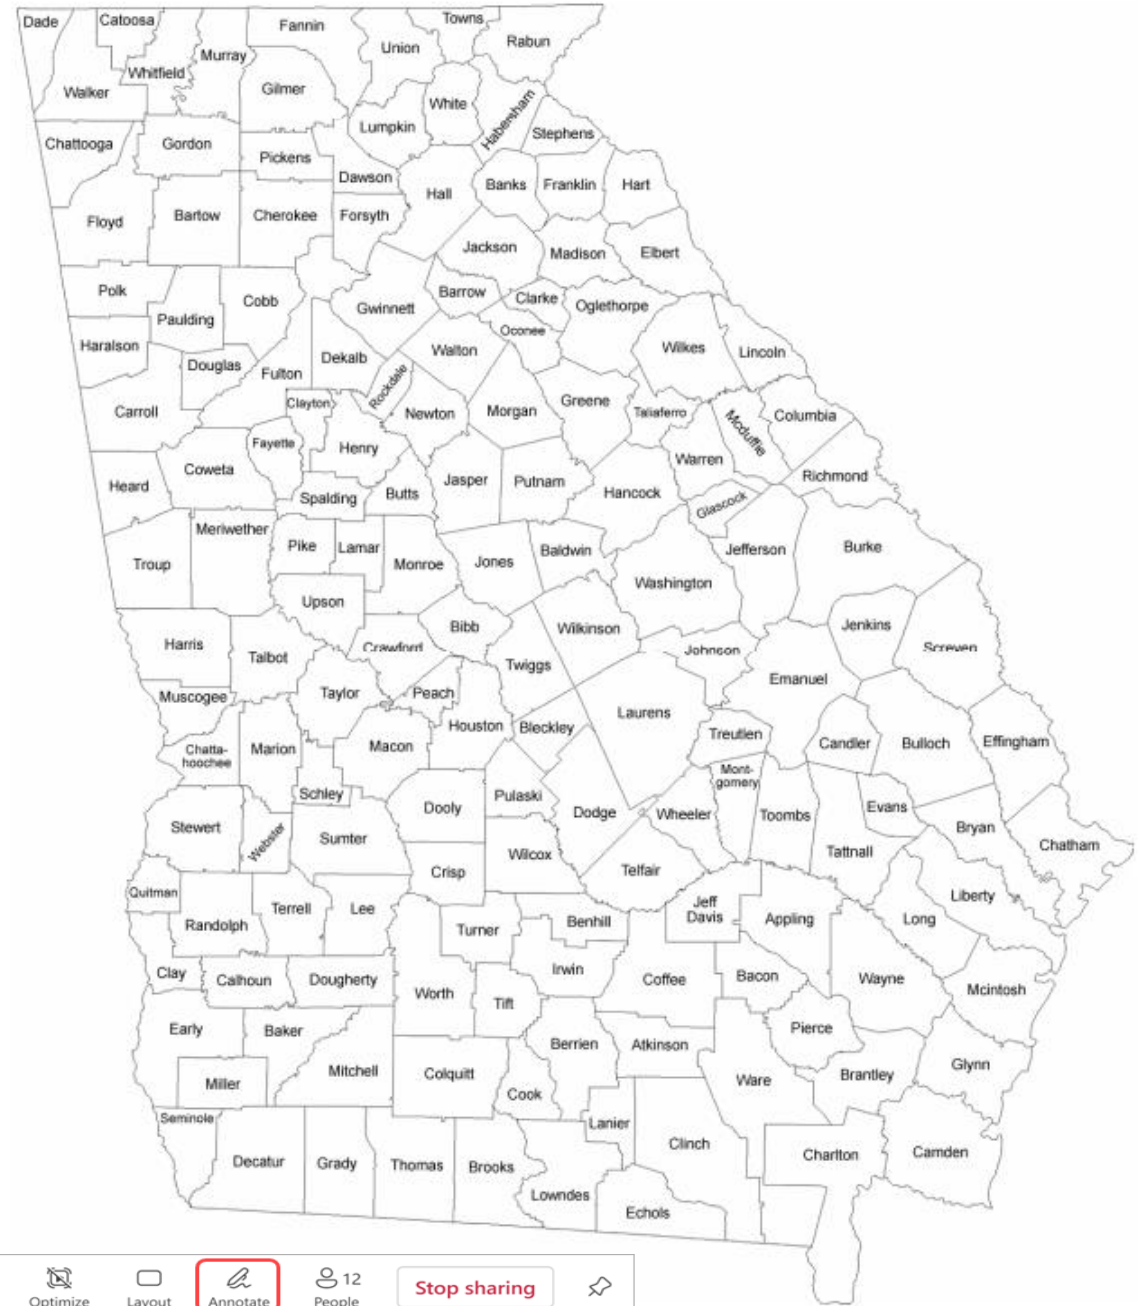 Dade
Catoosa
Fannin
Towns
Union
Rabun
Murray
Whitfield
Walker
Gilmer
White
Habersham
Lumpkin
Stephens
Chattooga
Gordon
Pickens
Dawson
Hall
Banks
Franklin
Hart
Floyd
Bartow
Cherokee
Forsyth
Jackson
Madison
Elbert
Polk
Cobb
Gwinnett
Barrow
Clarke
Oglethorpe
Paulding
Oconee
Haralson
Douglas
Fulton
Dekalb
Walton
Wilkes
Lincoln
Rockdale
Carroll
Clayton
Newton
Morgan
Greene
Taliaferro
Mcduffie
Columbia
Fayette
Henry
Coweta
Heard
Spalding
Butts
Jasper
Putnam
Hancock
Warren
Richmond
Glascock
Meriwether
Troup
Pike
Lamar
Monroe
Jones
Baldwin
Washington
Jefferson
Burke
Upson
Harris
Talbot
Crawford
Bibb
Wilkinson
Twiggs
Johnson
Jenkins
Screven
Emanuel
Muscogee
Taylor
Peach
Houston
Bleckley
Laurens
Treutlen
Candler
Bulloch
Effingham
Chatta-
hoochee
Marion
Macon
Schley
Dooly
Pulaski
Dodge
Wheeler
Mont-
gomery
Toombs
Evans
Tattnall
Bryan
Chatham
Stewert
Webster
Sumter
Crisp
Wilcox
Telfair
Quitman
Randolph
Terrell
Lee
Turner
Benhill
Jeff
Davis
Appling
Long
Liberty
Clay
Calhoun
Dougherty
Worth
Tift
Irwin
Coffee
Bacon
Wayne
Mcintosh
Early
Baker
Mitchell
Miller
Colquitt
Berrien
Cook
Atkinson
Pierce
Ware
Brantley
Glynn
Seminole
Decatur
Grady
Thomas
Brooks
Lanier
Lowndes
Clinch
Echols
Charlton
Camden
Optimize
Layout
Annotate
12
People
Stop sharing